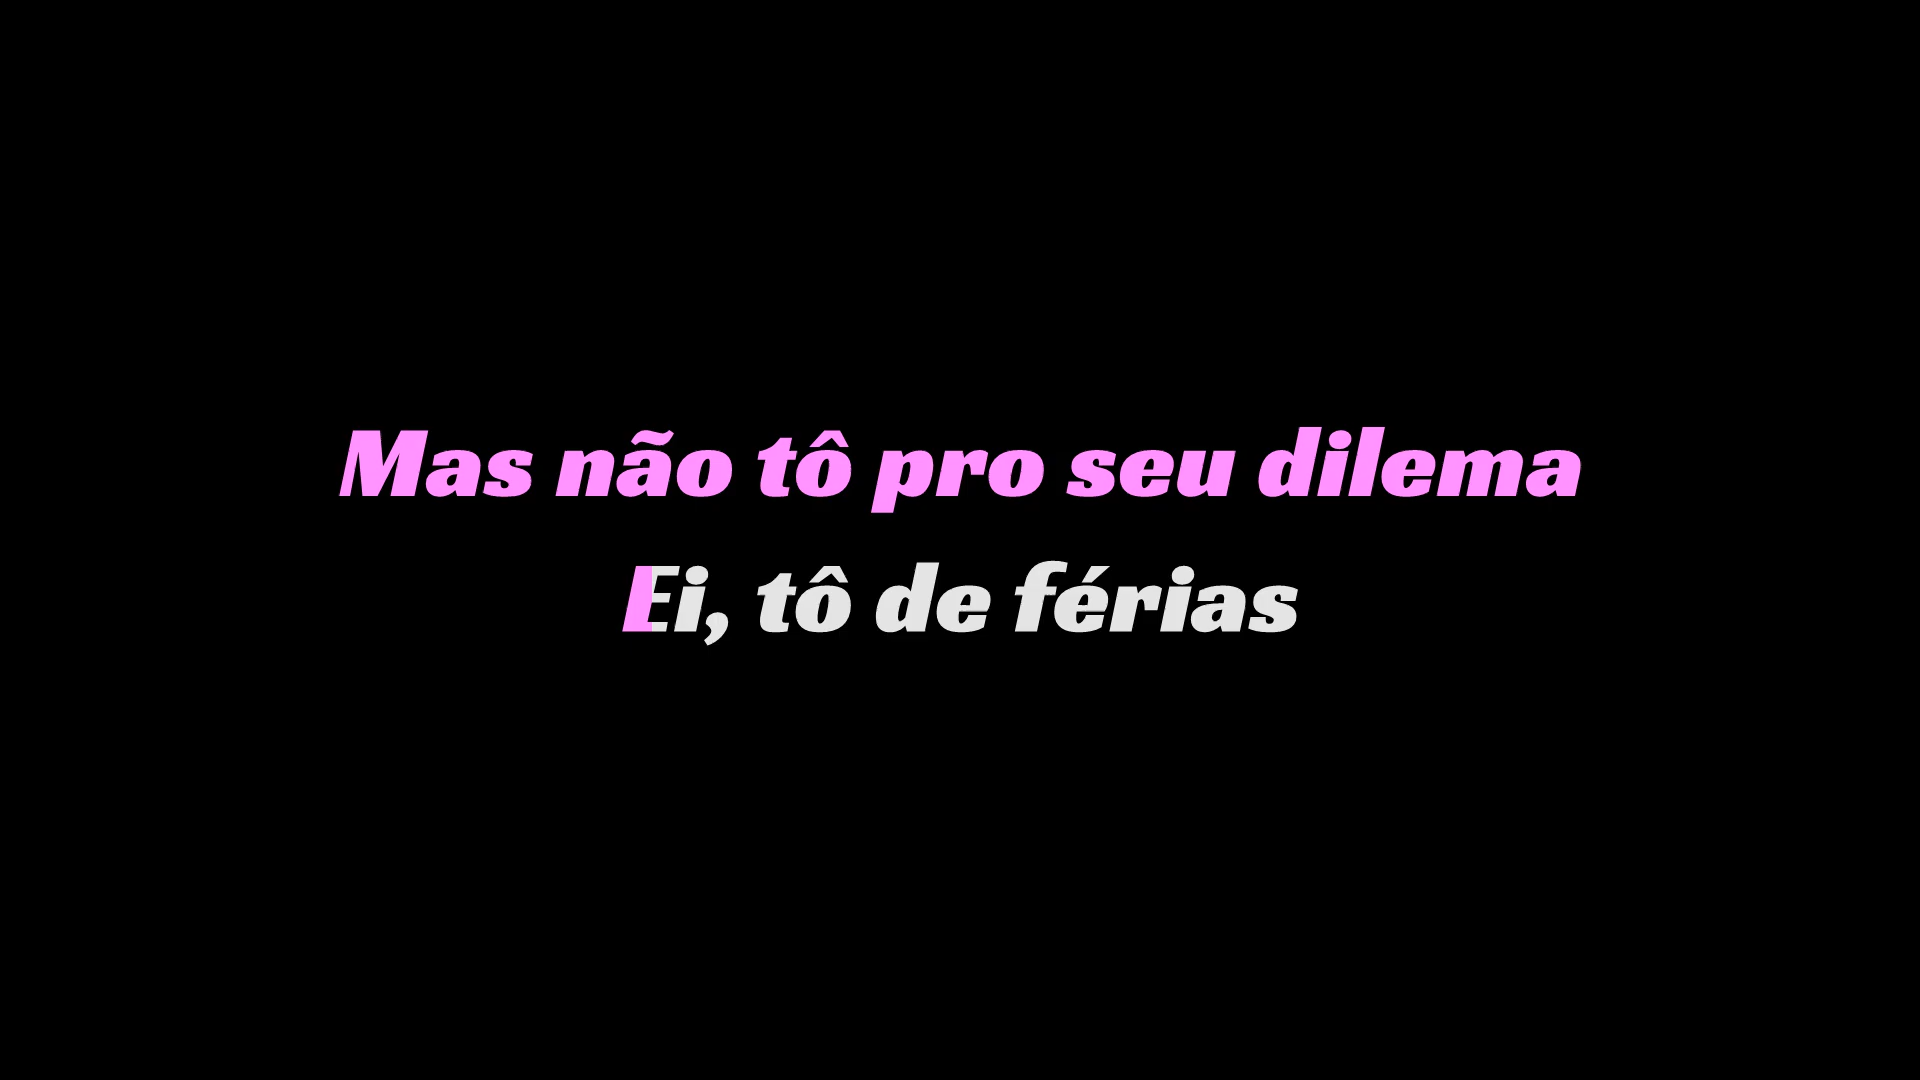 Mas não tô pro seu dilema
Ei, tô de férias